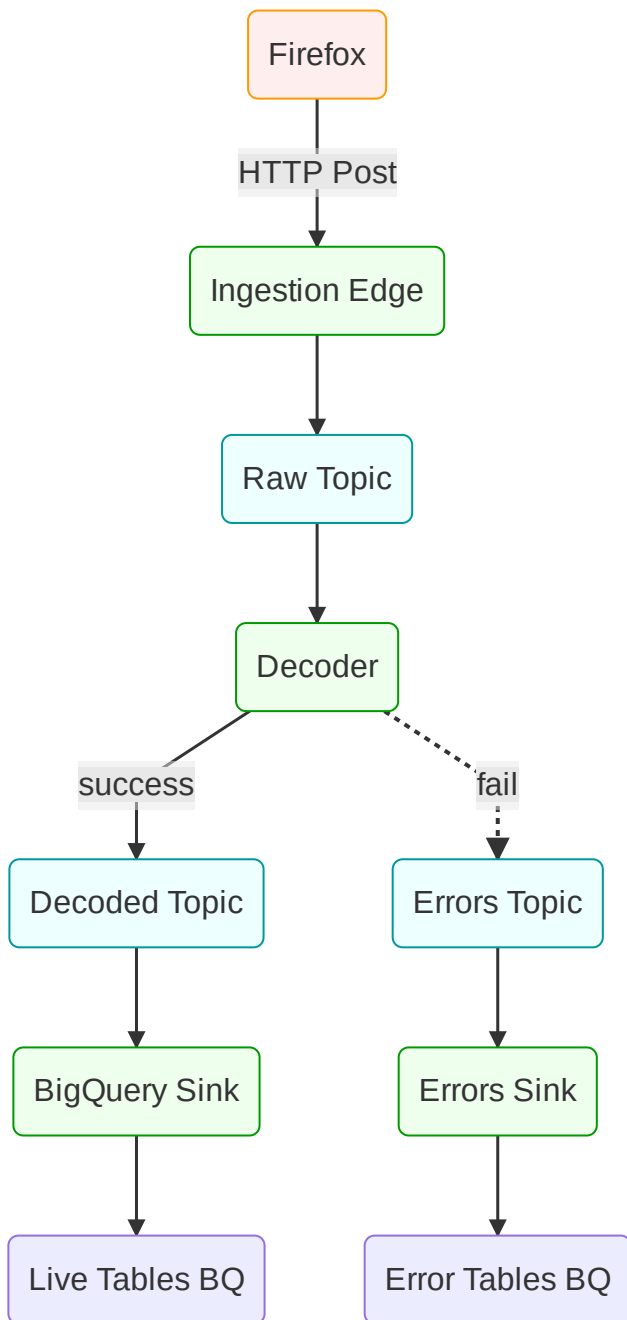 Firefox
HTTP Post
Ingestion Edge
Raw Topic
Decoder
success
fail
Decoded Topic
Errors Topic
BigQuery Sink
Errors Sink
Live Tables BQ
Error Tables BQ